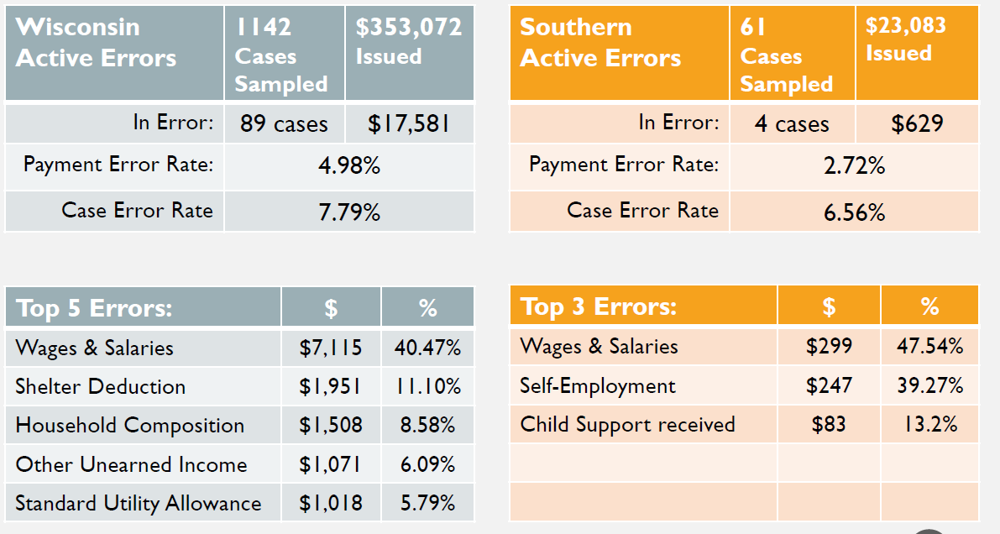 Wisconsin Active Errors 1142 Cases Sampled $353,072 Issued
In Error: 89 cases $17,581
Payment Error Rate: 4.98%
Case Error Rate 7.79%
Southern Active Errors 61 Cases Sampled $23,083 Issued
In Error: 4 cases $629
Payment Error Rate: 2.72%
Case Error Rate 6.56%
Top 5 Errors: $ %
Wages & Salaries $7,115 40.47%
Shelter Deduction $1,951 11.10%
Household Composition $1,508 8.58%
Other Unearned Income $1,071 6.09%
Standard Utility Allowance $1,018 5.79%
Top 3 Errors: $ %
Wages & Salaries $299 47.54%
Self-Employment $247 39.27%
Child Support received $83 13.2%